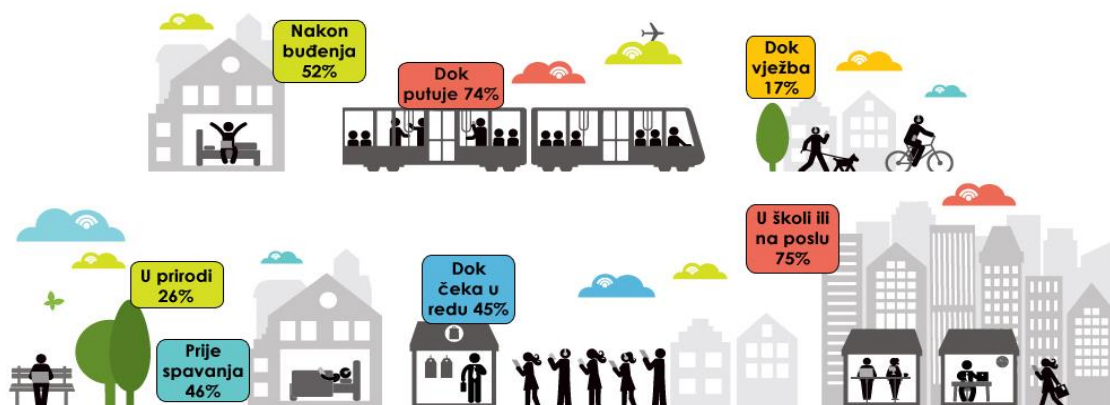 Nakon
buđenja
52%
Dok
putuje 74%
Dok
vježba
17%
U prirodi
26%
Prije
spavanja
46%
Dok
čeka u
redu 45%
U školi ili
na poslu
75%